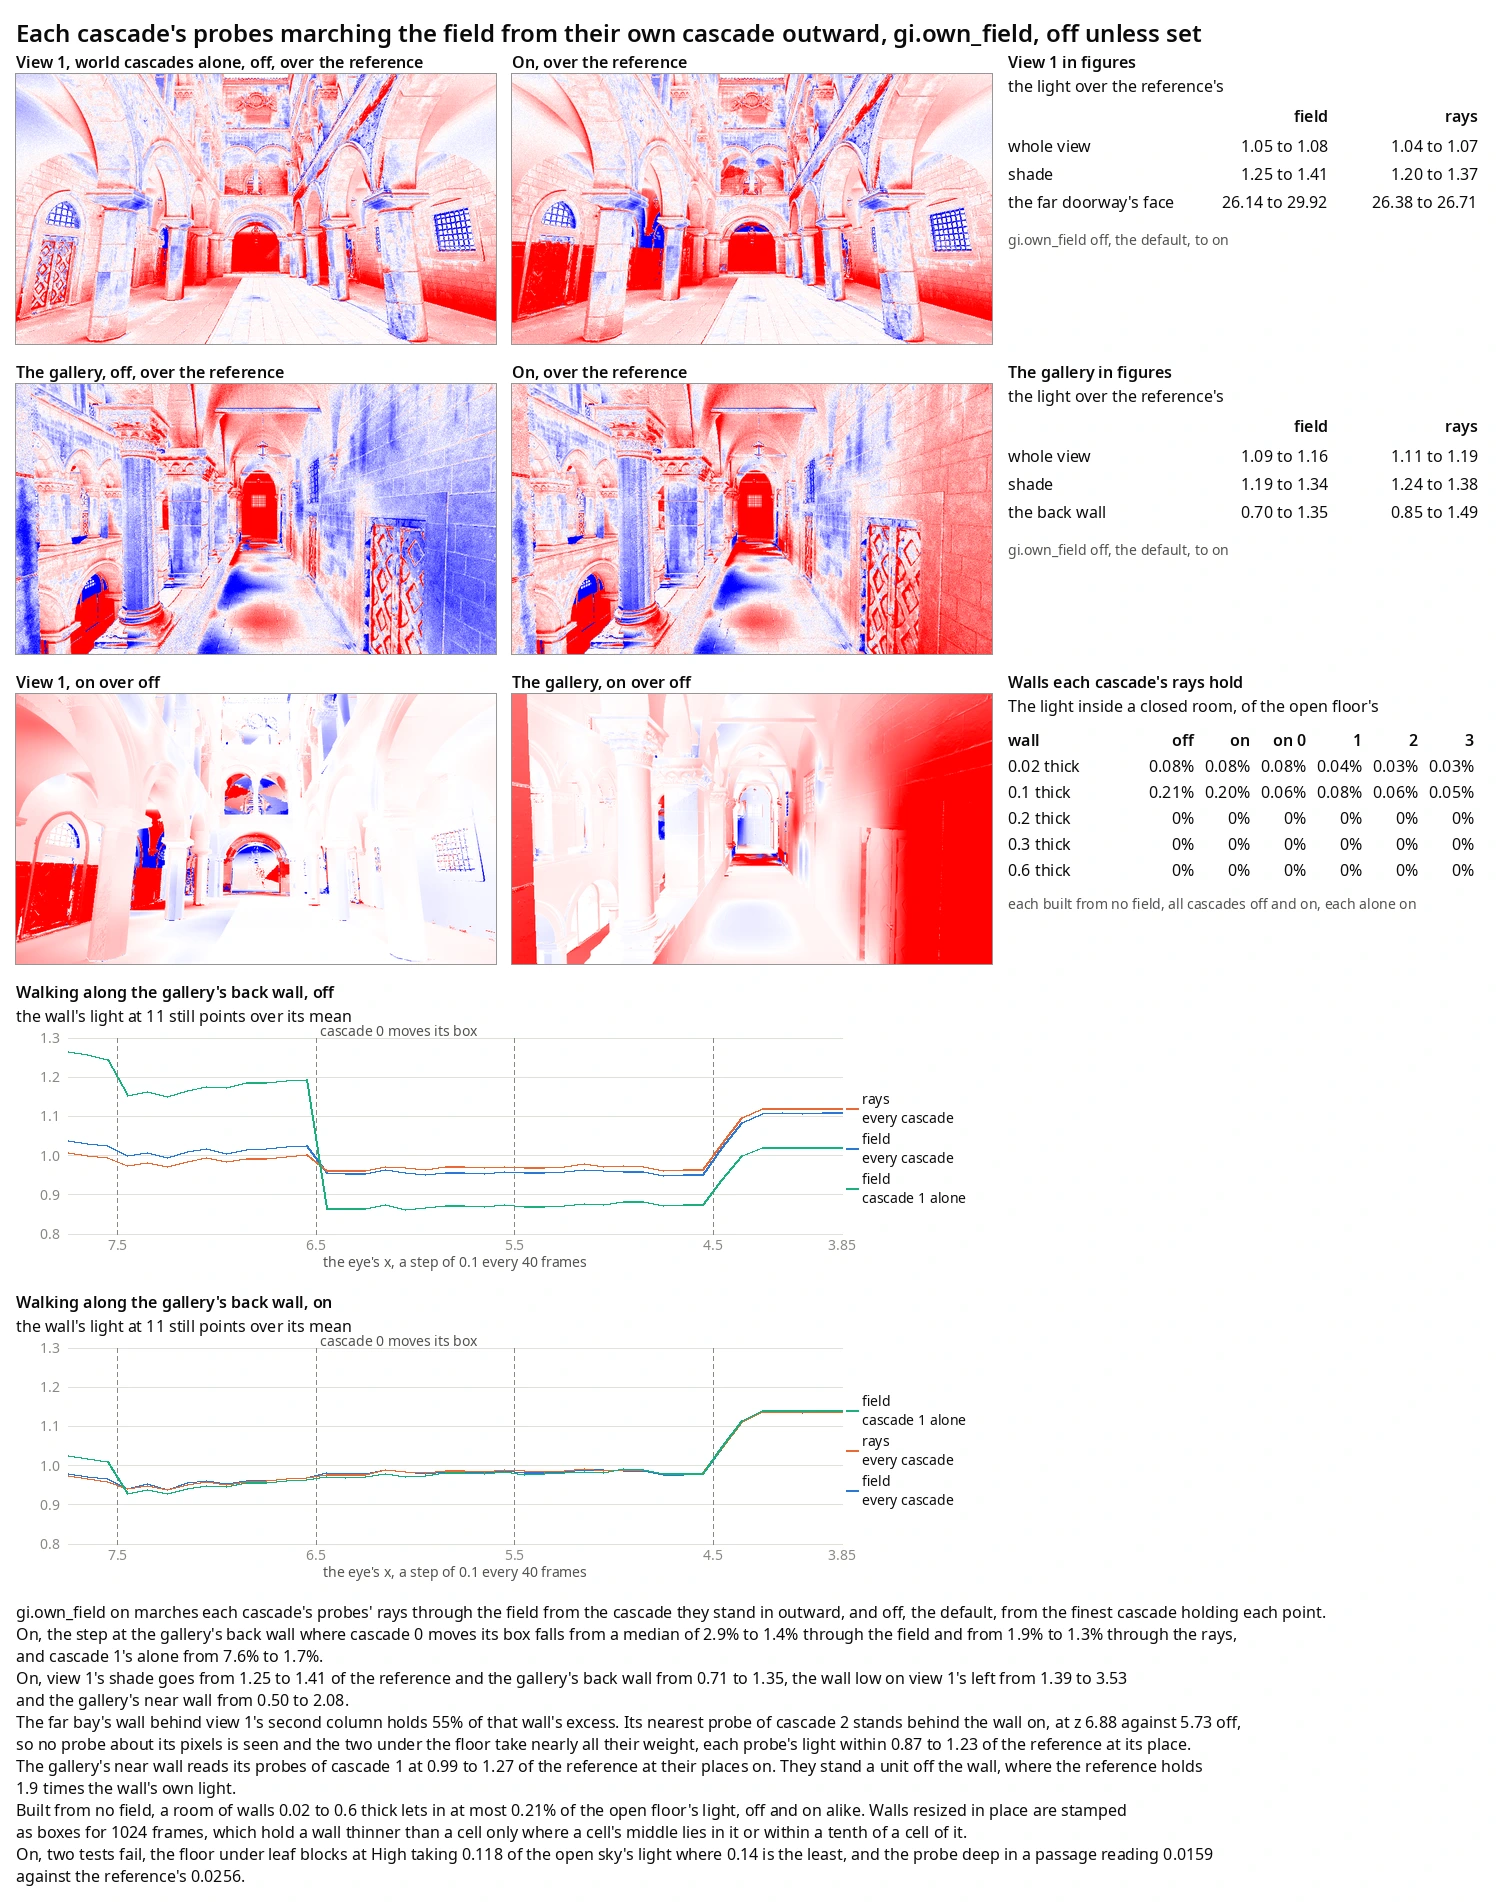 Each cascade's probes marching the field from their own cascade outward, gi.own_field, off unless set
View 1, world cascades alone, off, over the reference
On, over the reference
View 1 in figures
the light over the reference's
field rays
whole view 1.05 to 1.08 1.04 to 1.07
shade 1.25 to 1.41 1.20 to 1.37
the far doorway's face 26.14 to 29.92 26.38 to 26.71
gi.own_field off, the default, to on
The gallery, off, over the reference
On, over the reference
The gallery in figures
the light over the reference's
field rays
whole view 1.09 to 1.16 1.11 to 1.19
shade 1.19 to 1.34 1.24 to 1.38
the back wall 0.70 to 1.35 0.85 to 1.49
gi.own_field off, the default, to on
View 1, on over off
The gallery, on over off
Walls each cascade's rays hold
The light inside a closed room, of the open floor's
wall off on on 0 1 2 3
0.02 thick 0.08% 0.08% 0.08% 0.04% 0.03% 0.03%
0.1 thick 0.21% 0.20% 0.06% 0.08% 0.06% 0.05%
0.2 thick 0% 0% 0% 0% 0% 0%
0.3 thick 0% 0% 0% 0% 0% 0%
0.6 thick 0% 0% 0% 0% 0% 0%
each built from no field, all cascades off and on, each alone on
Walking along the gallery's back wall, off
the wall's light at 11 still points over its mean
cascade 0 moves its box
1.3
1.2
1.1
1.0
0.9
0.8
rays
every cascade
field
every cascade
field
cascade 1 alone
7.5 6.5 5.5 4.5 3.85
the eye's x, a step of 0.1 every 40 frames
Walking along the gallery's back wall, on
the wall's light at 11 still points over its mean
cascade 0 moves its box
1.3
1.2
1.1
1.0
0.9
0.8
field
cascade 1 alone
rays
every cascade
field
every cascade
7.5 6.5 5.5 4.5 3.85
the eye's x, a step of 0.1 every 40 frames
gi.own_field on marches each cascade's probes' rays through the field from the cascade they stand in outward, and off, the default, from the finest cascade holding each point.
On, the step at the gallery's back wall where cascade 0 moves its box falls from a median of 2.9% to 1.4% through the field and from 1.9% to 1.3% through the rays,
and cascade 1's alone from 7.6% to 1.7%.
On, view 1's shade goes from 1.25 to 1.41 of the reference and the gallery's back wall from 0.71 to 1.35, the wall low on view 1's left from 1.39 to 3.53
and the gallery's near wall from 0.50 to 2.08.
The far bay's wall behind view 1's second column holds 55% of that wall's excess. Its nearest probe of cascade 2 stands behind the wall on, at z 6.88 against 5.73 off,
so no probe about its pixels is seen and the two under the floor take nearly all their weight, each probe's light within 0.87 to 1.23 of the reference at its place.
The gallery's near wall reads its probes of cascade 1 at 0.99 to 1.27 of the reference at their places on. They stand a unit off the wall, where the reference holds
1.9 times the wall's own light.
Built from no field, a room of walls 0.02 to 0.6 thick lets in at most 0.21% of the open floor's light, off and on alike. Walls resized in place are stamped
as boxes for 1024 frames, which hold a wall thinner than a cell only where a cell's middle lies in it or within a tenth of a cell of it.
On, two tests fail, the floor under leaf blocks at High taking 0.118 of the open sky's light where 0.14 is the least, and the probe deep in a passage reading 0.0159
against the reference's 0.0256.